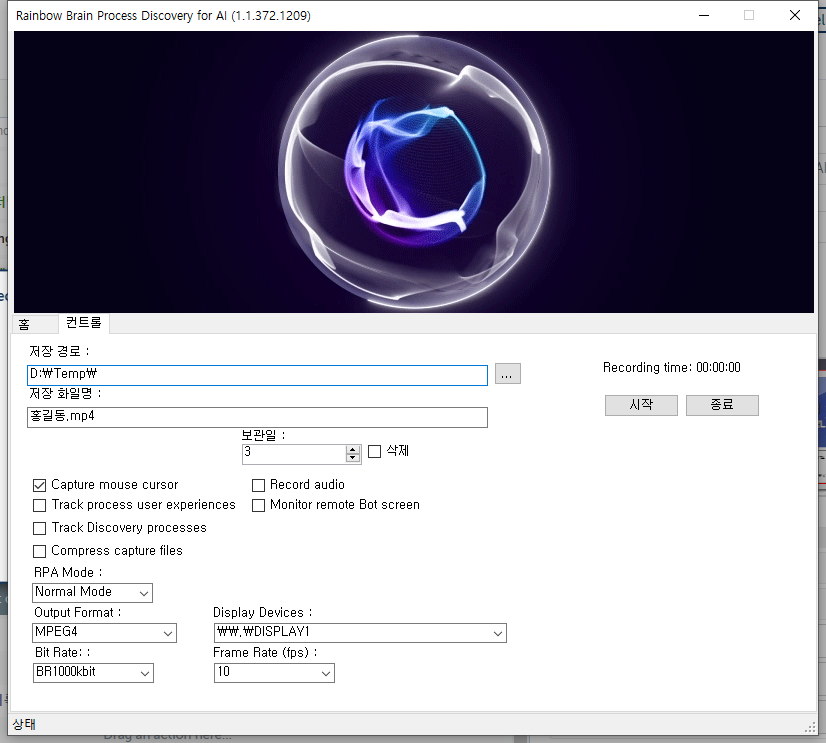 Rainbow Brain Process Discovery for AI (1.1.372.1209)
홈 컨트롤
저장 경로 :
D:₩Temp₩ ...
Recording time: 00:00:00
저장 화일명 :
시작 종료
홍길동.mp4
보관일 :
3 삭제
Capture mouse cursor Record audio
Track process user experiences Monitor remote Bot screen
Track Discovery processes
Compress capture files
RPA Mode :
Normal Mode
Output Format : Display Devices :
MPEG4 ₩₩.₩DISPLAY1
Bit Rate: : Frame Rate (fps) :
BR1000kbit 10
상태
Drag an action here...